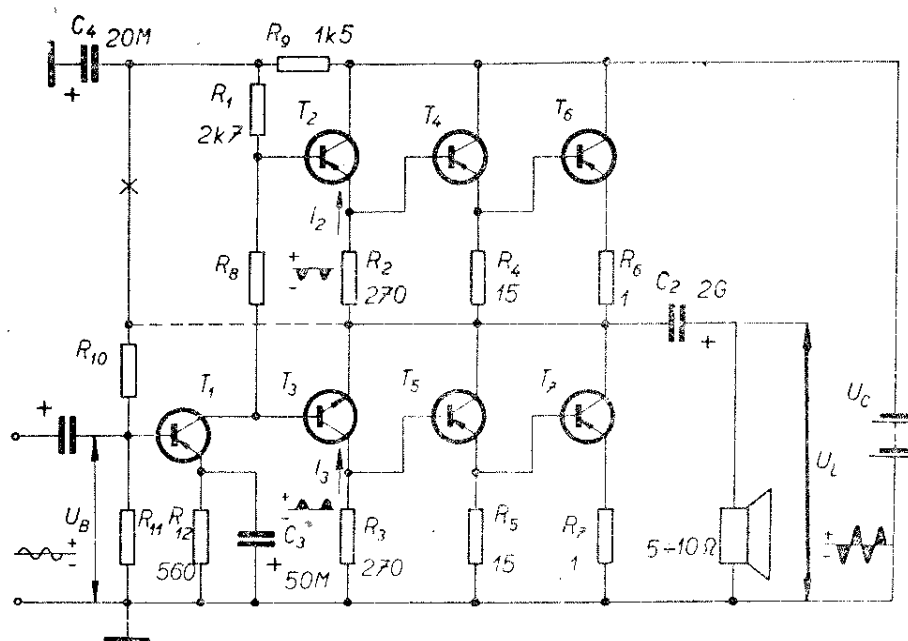 C4
20M
+
R9
1k5
R1
2k7
T2
T4
T6
I2
+
-
R8
R2
270
R4
15
R6
1
C2
2G
+
R10
T1
T3
T5
T7
UC
UL
+
I3
UB
+
-
R11
R12
560
C3
+
50M
+
-
R3
270
R5
15
R7
1
5÷10Ω
+
-